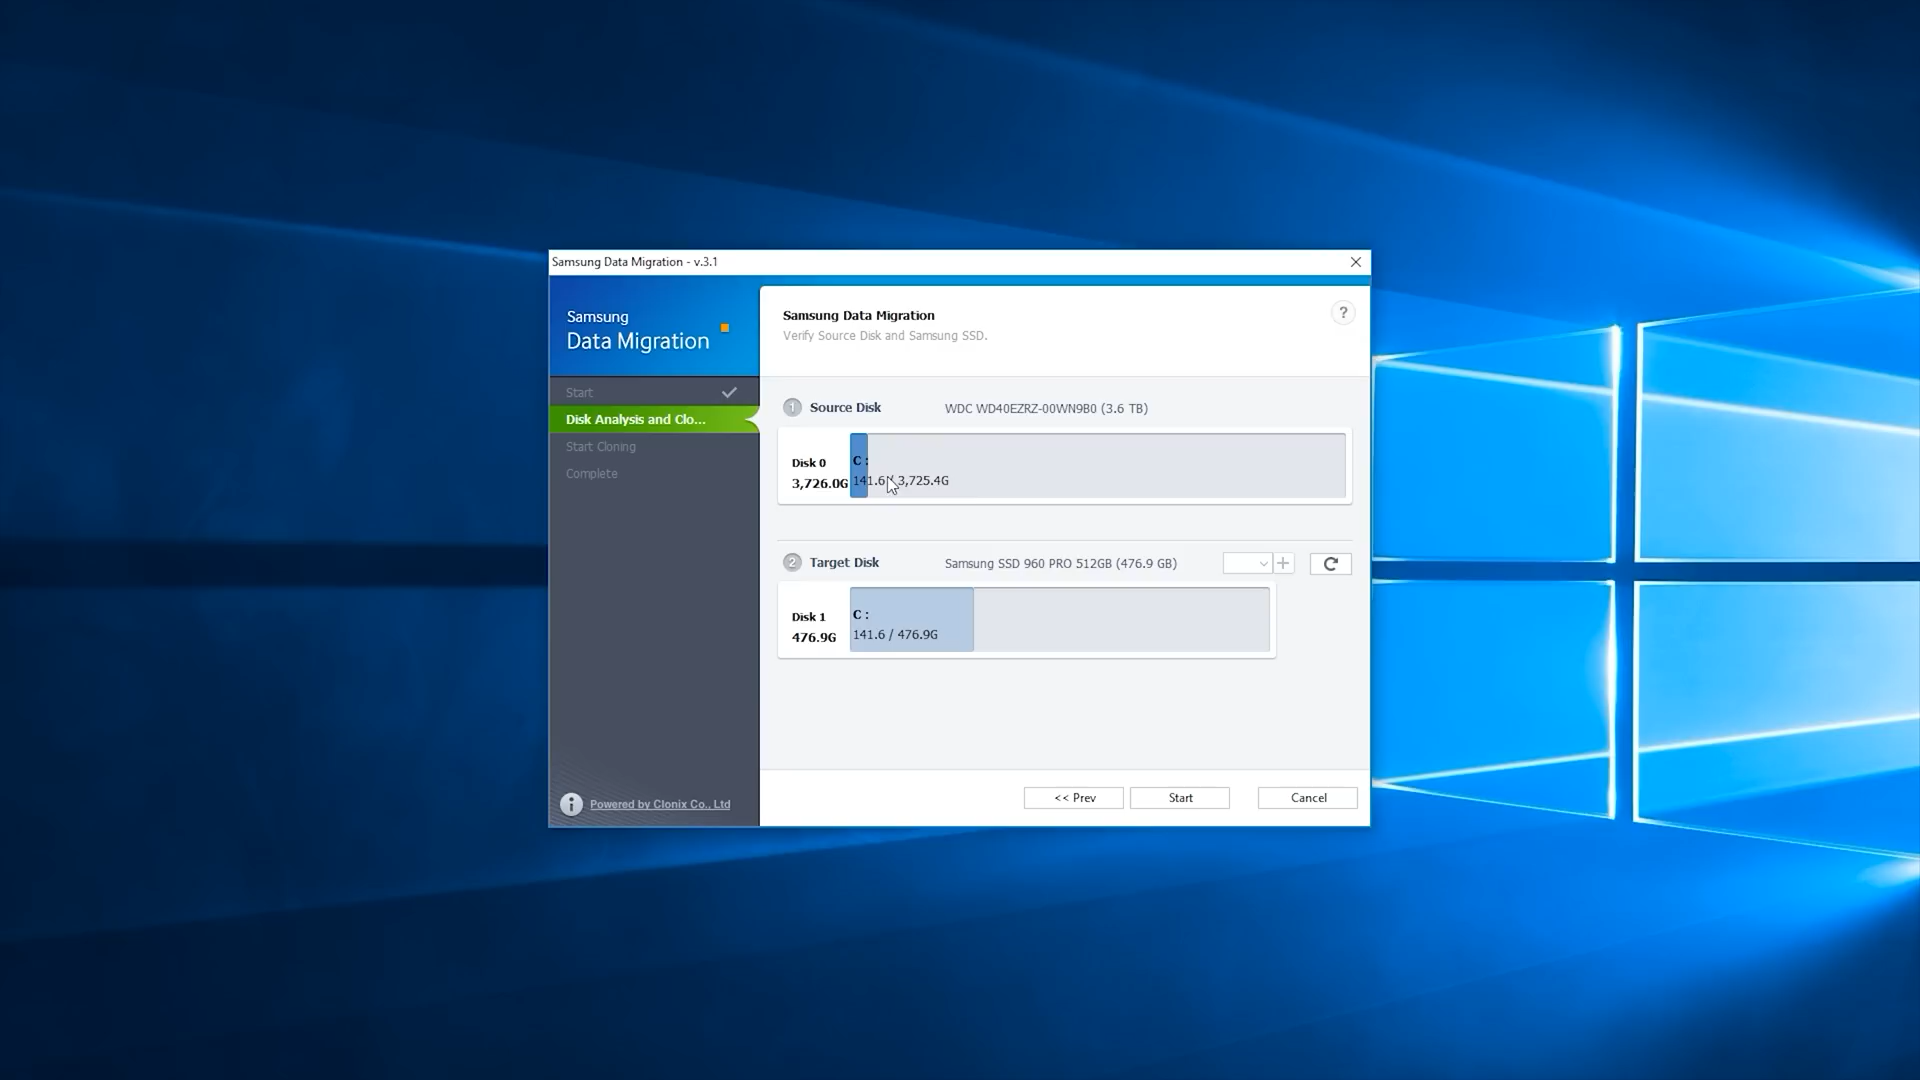 Samsung Data Migration - v.3.1
Samsung
Data Migration
Start
Disk Analysis and Clo...
Start Cloning
Complete
Powered by Clonix Co., Ltd
Samsung Data Migration
Verify Source Disk and Samsung SSD.
?
1 Source Disk WDC WD40EZRZ-00WN9B0 (3.6 TB)
Disk 0
3,726.0G
C :
141.6 / 3,725.4G
2 Target Disk Samsung SSD 960 PRO 512GB (476.9 GB)
Disk 1
476.9G
C :
141.6 / 476.9G
<< Prev
Start
Cancel